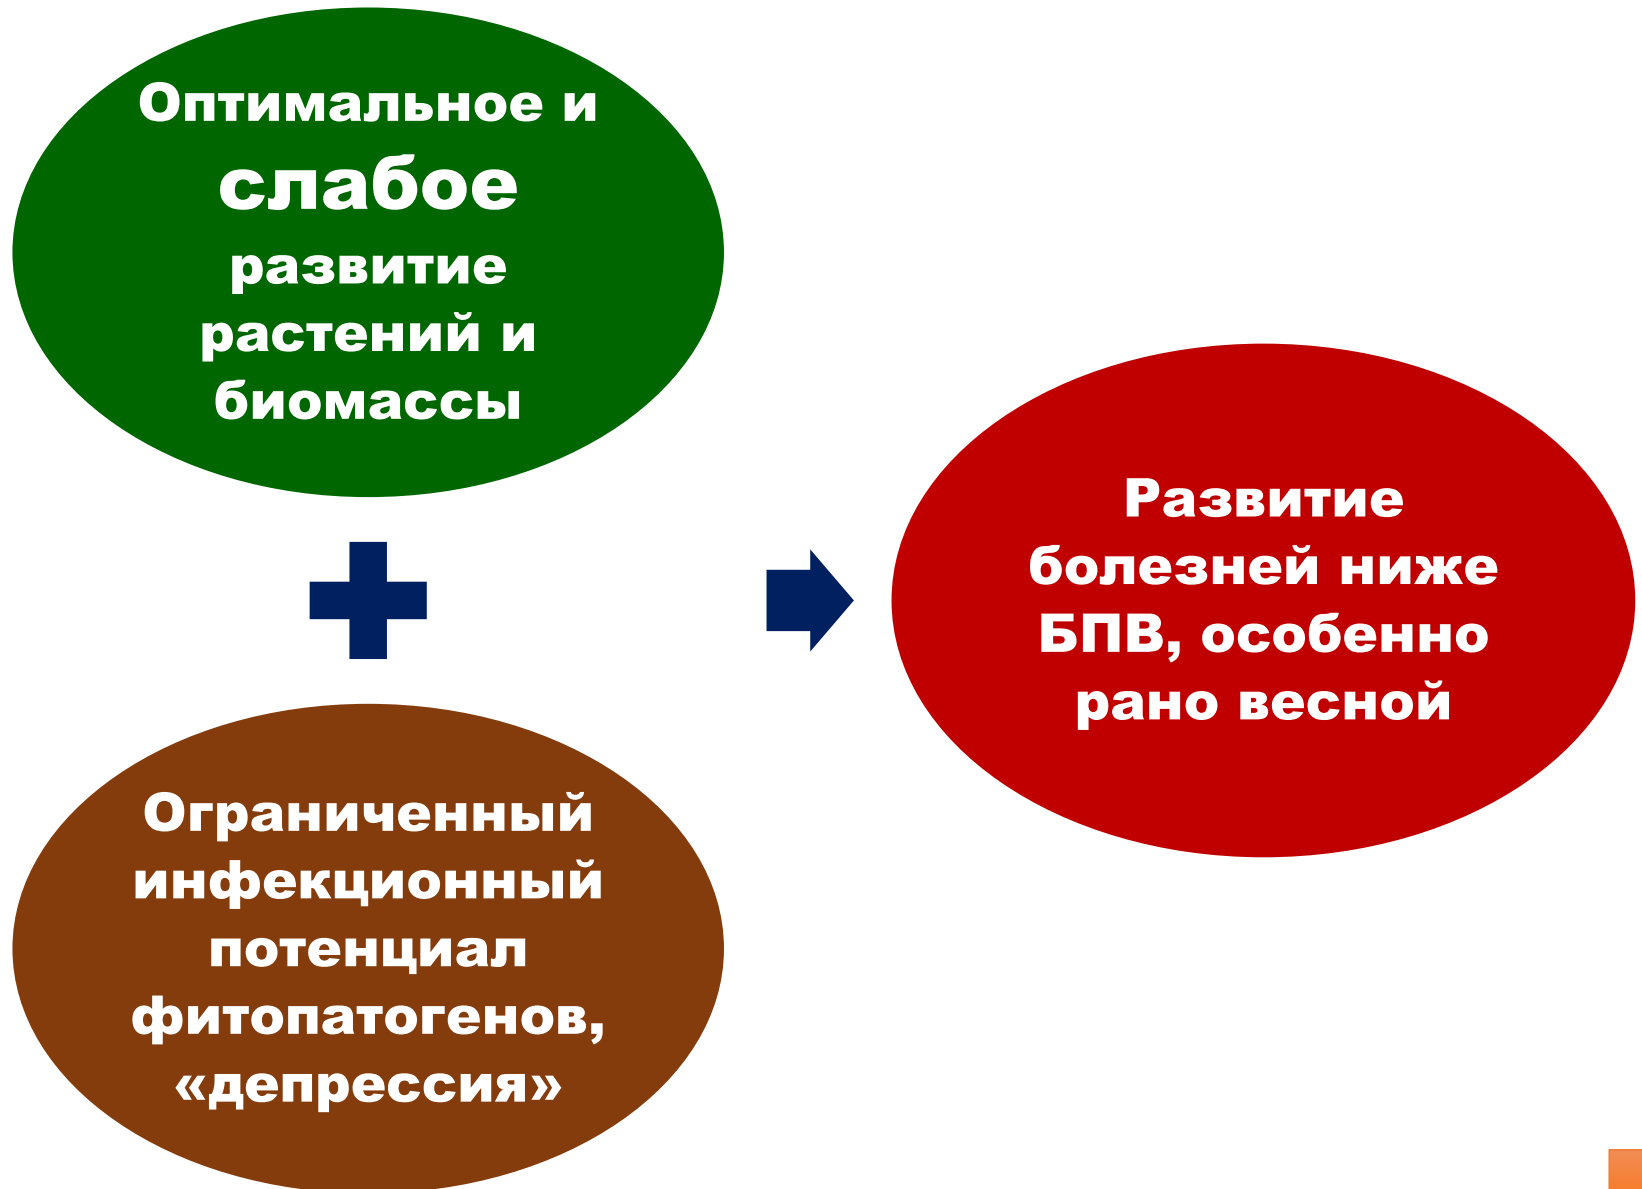 Оптимальное и
слабое
развитие
растений и
биомассы
Ограниченный
инфекционный
потенциал
фитопатогенов,
«депрессия»
Развитие
болезней ниже
БПВ, особенно
рано весной